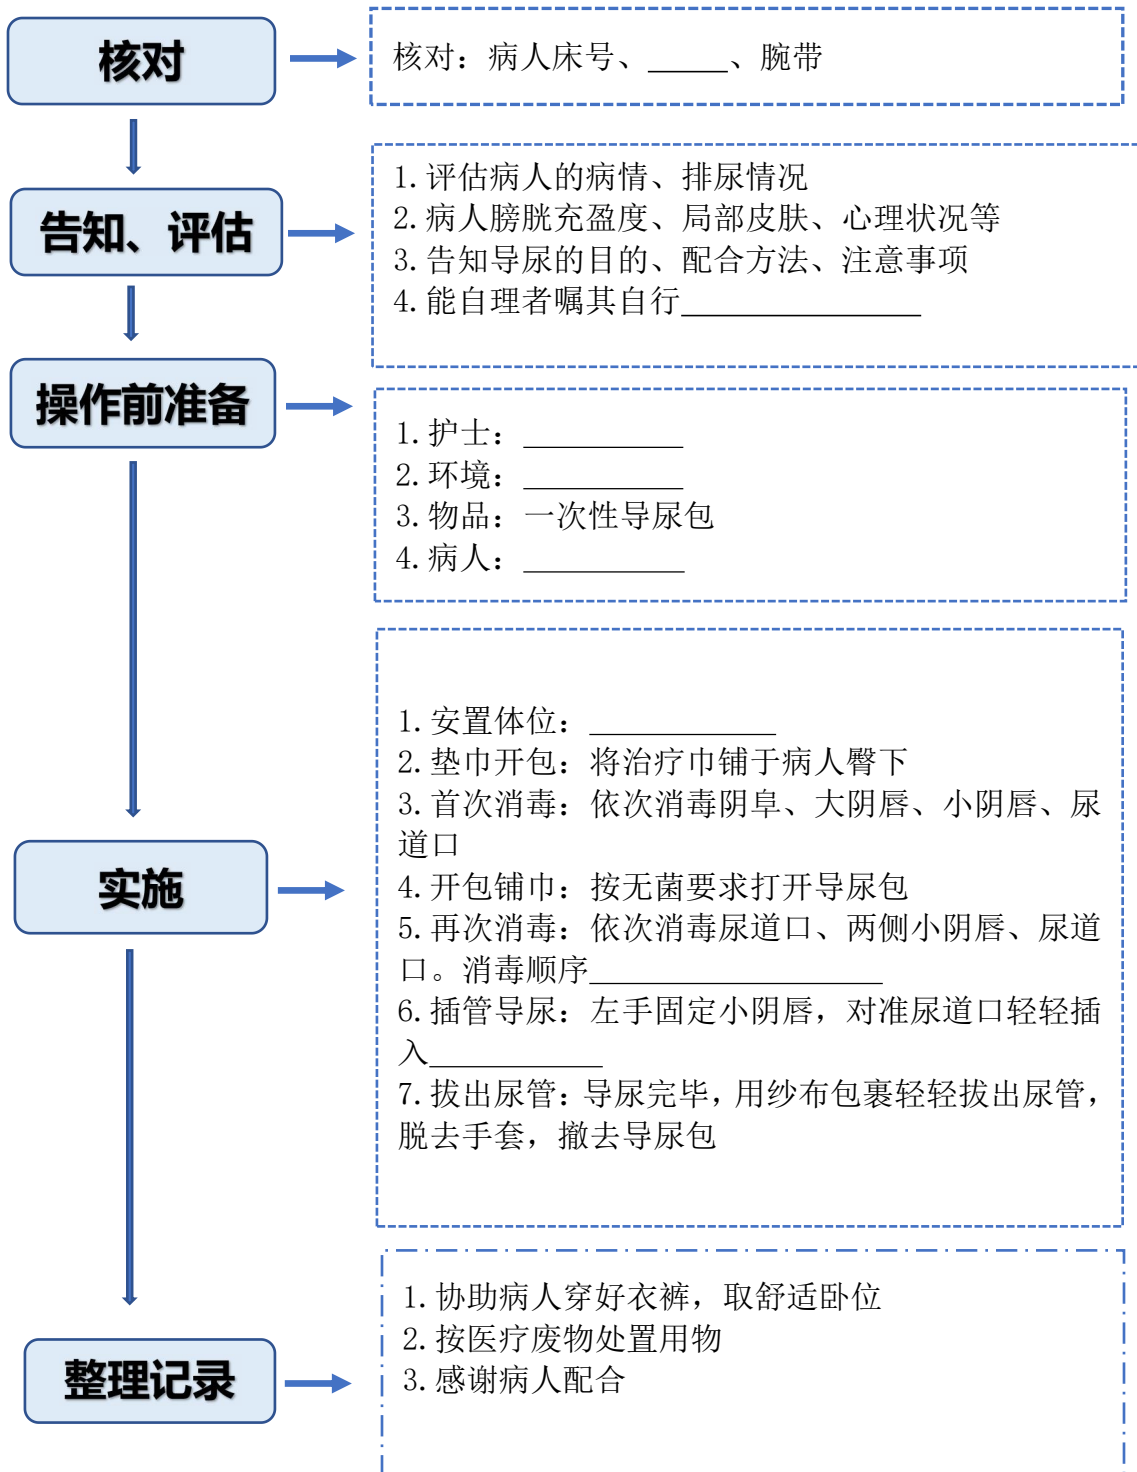 核对
核对：病人床号、_____、腕带
告知、评估
1.评估病人的病情、排尿情况
2.病人膀胱充盈度、局部皮肤、心理状况等
3.告知导尿的目的、配合方法、注意事项
4.能自理者嘱其自行_______________
操作前准备
1.护士：__________
2.环境：__________
3.物品：一次性导尿包
4.病人：__________
实施
1.安置体位：____________
2.垫巾开包：将治疗巾铺于病人臀下
3.首次消毒：依次消毒阴阜、大阴唇、小阴唇、尿
道口
4.开包铺巾：按无菌要求打开导尿包
5.再次消毒：依次消毒尿道口、两侧小阴唇、尿道
口。消毒顺序__________________
6.插管导尿：左手固定小阴唇，对准尿道口轻轻插
入___________
7.拔出尿管：导尿完毕，用纱布包裹轻轻拔出尿管，
脱去手套，撤去导尿包
整理记录
1.协助病人穿好衣裤，取舒适卧位
2.按医疗废物处置用物
3.感谢病人配合